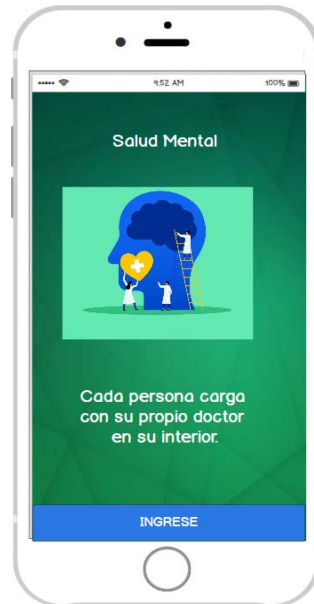 9:52 AM 100%
Salud Mental
Cada persona carga
con su propio doctor
en su interior.
INGRESE